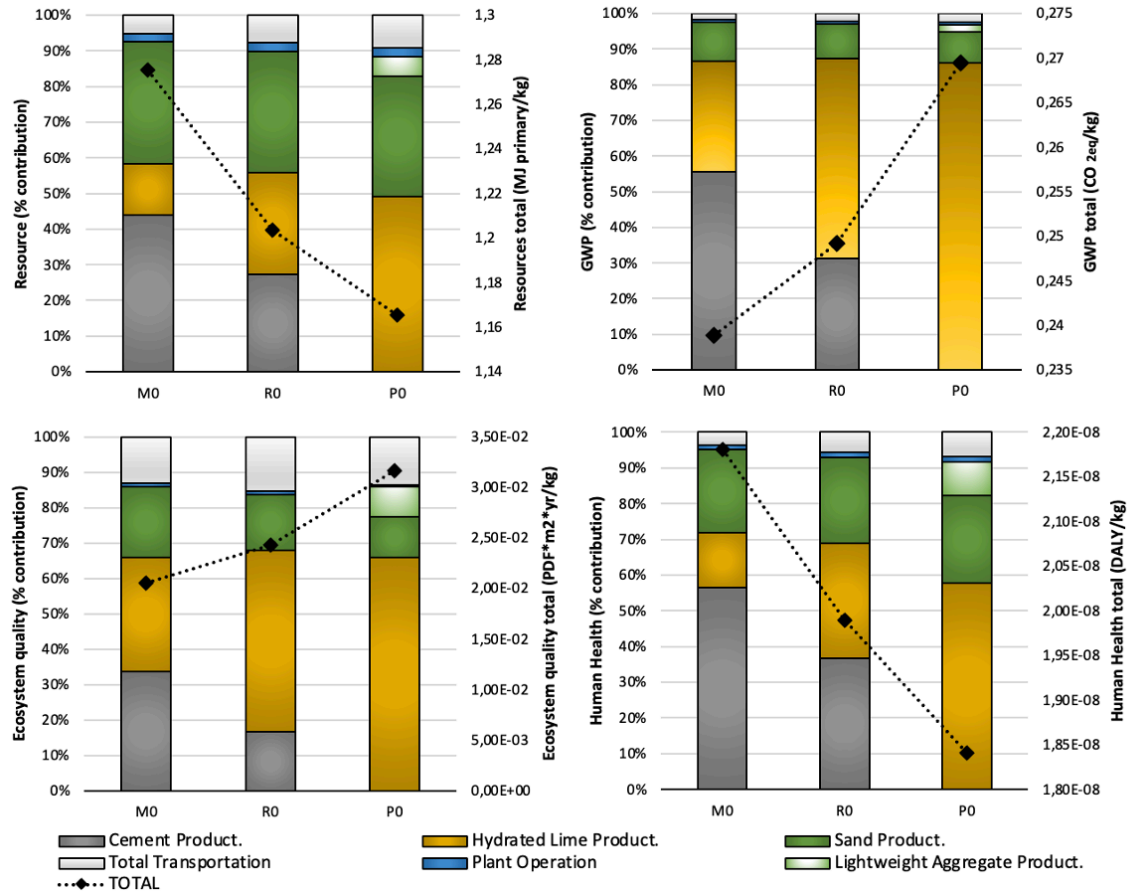 Resource (% contribution)
100%
90%
80%
70%
60%
50%
40%
30%
20%
10%
0%
M0
R0
P0
1,3
1,28
1,26
1,24
1,22
1,2
1,18
1,16
1,14
Resources total (MJ primary/kg)
GWP (% contribution)
100%
90%
80%
70%
60%
50%
40%
30%
20%
10%
0%
M0
R0
P0
0,275
0,27
0,265
0,26
0,255
0,25
0,245
0,24
0,235
GWP total (CO 2eq/kg)
Ecosystem quality (% contribution)
100%
90%
80%
70%
60%
50%
40%
30%
20%
10%
0%
M0
R0
P0
3,50E-02
3,00E-02
2,50E-02
2,00E-02
1,50E-02
1,00E-02
5,00E-03
0,00E+00
Ecosystem quality total (PDF*m2*yr/kg)
Human Health (% contribution)
100%
90%
80%
70%
60%
50%
40%
30%
20%
10%
0%
M0
R0
P0
2,20E-08
2,15E-08
2,10E-08
2,05E-08
2,00E-08
1,95E-08
1,90E-08
1,85E-08
1,80E-08
Human Health total (DALY/kg)
Cement Product.
Hydrated Lime Product.
Sand Product.
Total Transportation
Plant Operation
Lightweight Aggregate Product.
TOTAL